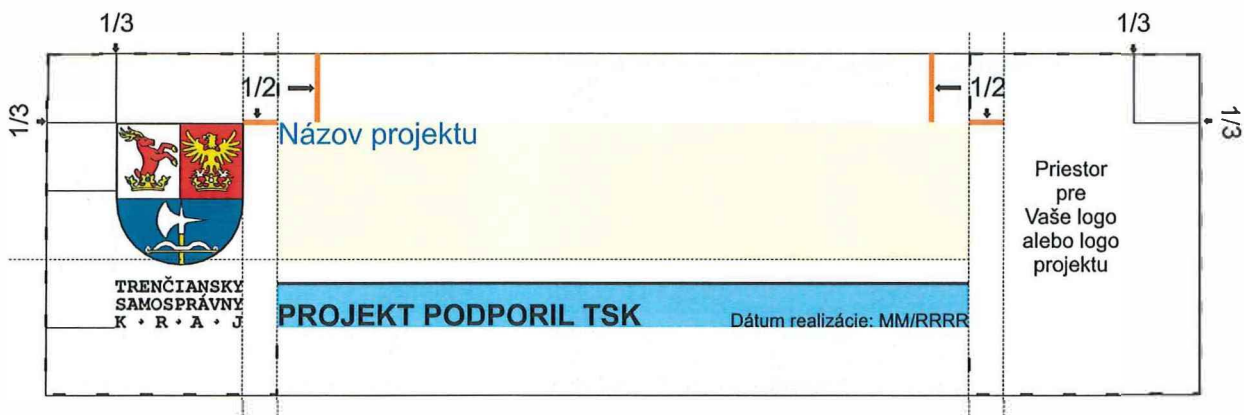 1/3
1/3
1/2
1/2
1/3
1/3
Názov projektu
Priestor
pre
Vaše logo
alebo logo
projektu
TRENČIANSKY
SAMOSPRÁVNY
K · R · A · J
PROJEKT PODPORIL TSK
Dátum realizácie: MM/RRRR